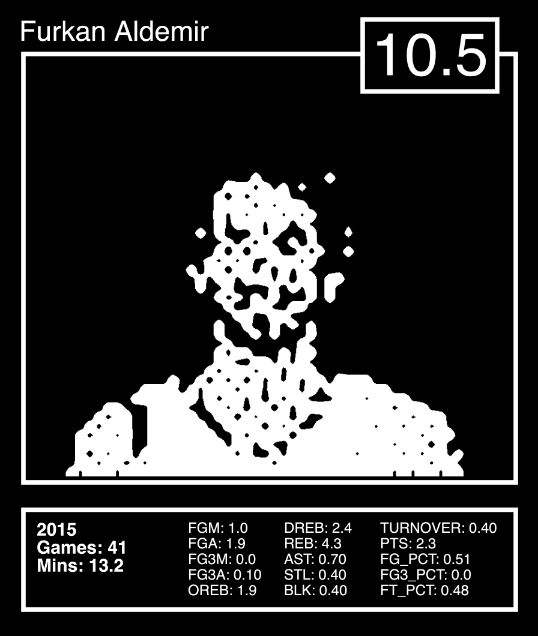 Furkan Aldemir
10.5
2015
Games: 41
Mins: 13.2
FGM: 1.0
FGA: 1.9
FG3M: 0.0
FG3A: 0.10
OREB: 1.9
DREB: 2.4
REB: 4.3
AST: 0.70
STL: 0.40
BLK: 0.40
TURNOVER: 0.40
PTS: 2.3
FG_PCT: 0.51
FG3_PCT: 0.0
FT_PCT: 0.48